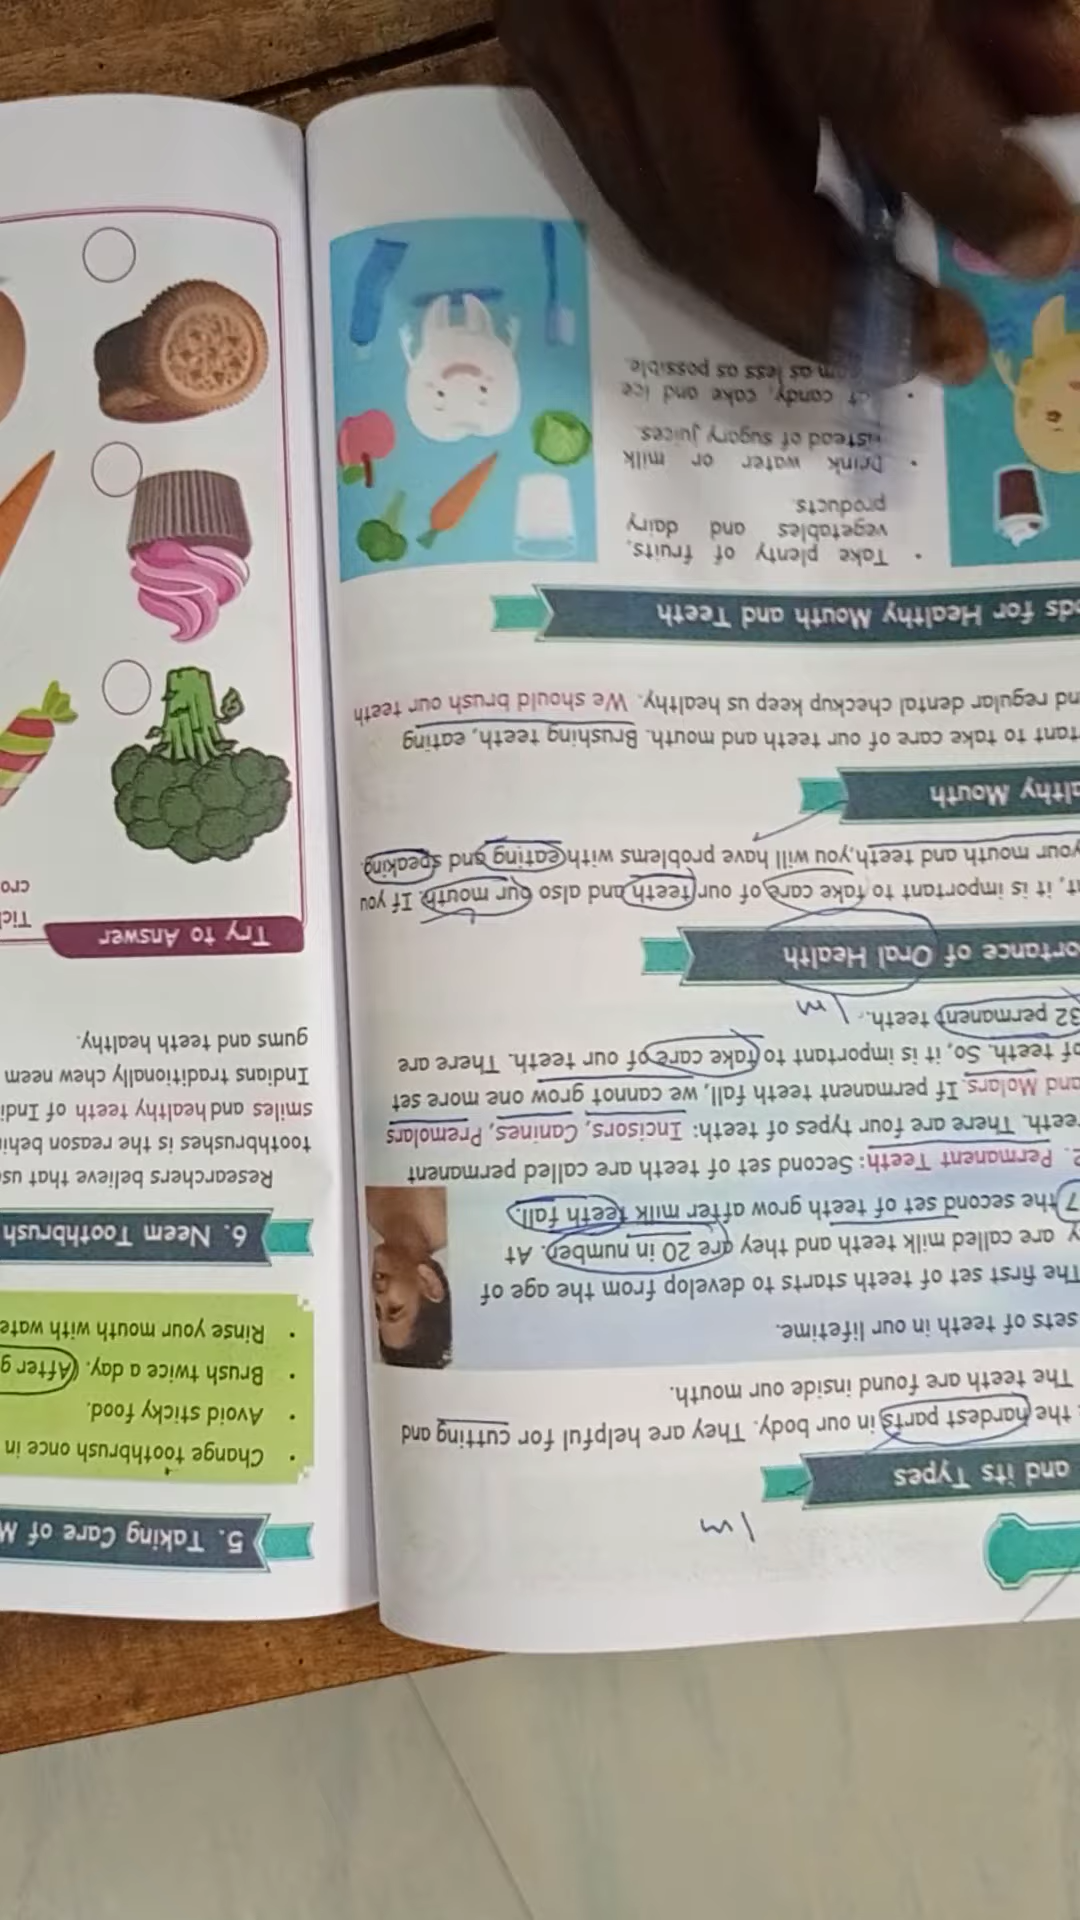 and its Types
1m
the hardest parts in our body. They are helpful for cutting and
The teeth are found inside our mouth.
sets of teeth in our lifetime.
The first set of teeth starts to develop from the age of
are called milk teeth and they are 20 in number. At
7 the second set of teeth grow after milk teeth fall.
2. Permanent Teeth: Second set of teeth are called permanent
teeth. There are four types of teeth: Incisors, Canines, Premolars
and Molars. If permanent teeth fall, we cannot grow one more set
of teeth. So, it is important to take care of our teeth. There are
32 permanent teeth.
1m
of Oral Health
it is important to take care of our teeth and also our mouth. If you
your mouth and teeth, you will have problems with eating and speaking.
Mouth
to take care of our teeth and mouth. Brushing teeth, eating
and regular dental checkup keep us healthy. We should brush our teeth
for Healthy Mouth and Teeth
• Take plenty of fruits,
vegetables and dairy
products.
• Drink water or milk
instead of sugary juices.
• candy, cake and ice
as less as possible.
5. Taking Care of
• Change toothbrush once in
• Avoid sticky food.
• Brush twice a day. (After
• Rinse your mouth with
6. Neem Toothbrush
Researchers believe that
toothbrushes is the reason
smiles and healthy teeth of
Indians traditionally chew neem
gums and teeth healthy.
Try to Answer